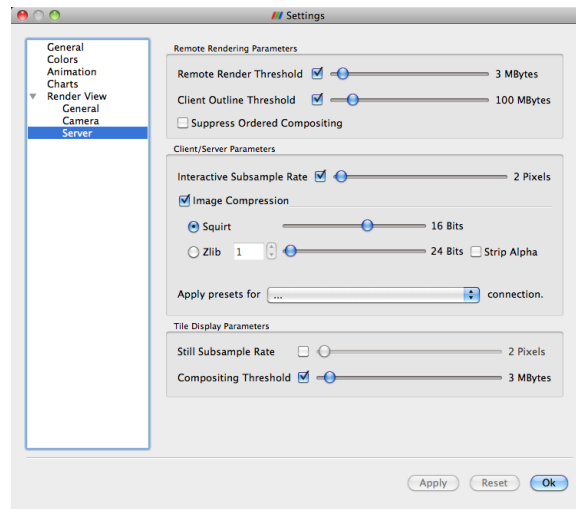 Settings
General
Colors
Animation
Charts
Render View
General
Camera
Server
Remote Rendering Parameters
Remote Render Threshold 3 MBytes
Client Outline Threshold 100 MBytes
Suppress Ordered Compositing
Client/Server Parameters
Interactive Subsample Rate 2 Pixels
Image Compression
Squirt 16 Bits
Zlib 1 24 Bits Strip Alpha
Apply presets for ... connection.
Tile Display Parameters
Still Subsample Rate 2 Pixels
Compositing Threshold 3 MBytes
Apply Reset Ok